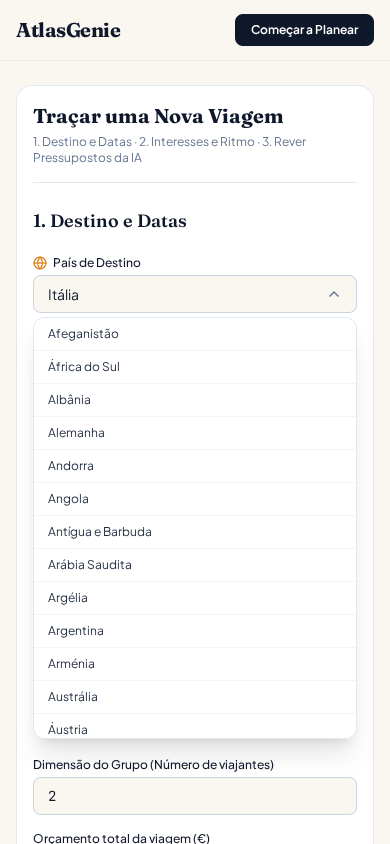 AtlasGenie
Começar a Planear
Traçar uma Nova Viagem
1. Destino e Datas · 2. Interesses e Ritmo · 3. Rever
Pressupostos da IA
1. Destino e Datas
País de Destino
Itália
Afeganistão
África do Sul
Albânia
Alemanha
Andorra
Angola
Antígua e Barbuda
Arábia Saudita
Argélia
Argentina
Arménia
Austrália
Áustria
Dimensão do Grupo (Número de viajantes)
2
Orçamento total da viagem (€)